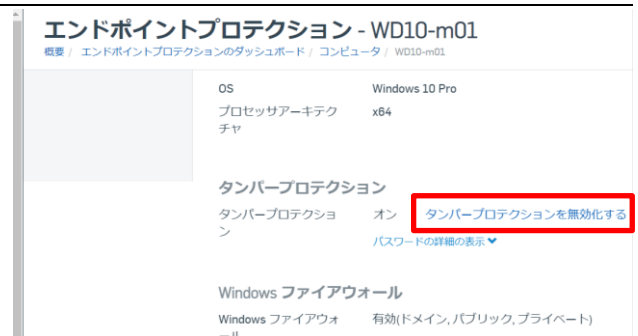 エンドポイントプロテクション - WD10-m01
概要 / エンドポイントプロテクションのダッシュボード / コンピュータ / WD10-m01
OS Windows 10 Pro
プロセッサアーキテク x64
チャ
タンパープロテクション
タンパープロテクショ オン タンパープロテクションを無効化する
ン
パスワードの詳細の表示
Windows ファイアウォール
Windows ファイアウォ 有効(ドメイン, パブリック, プライベート)
ール